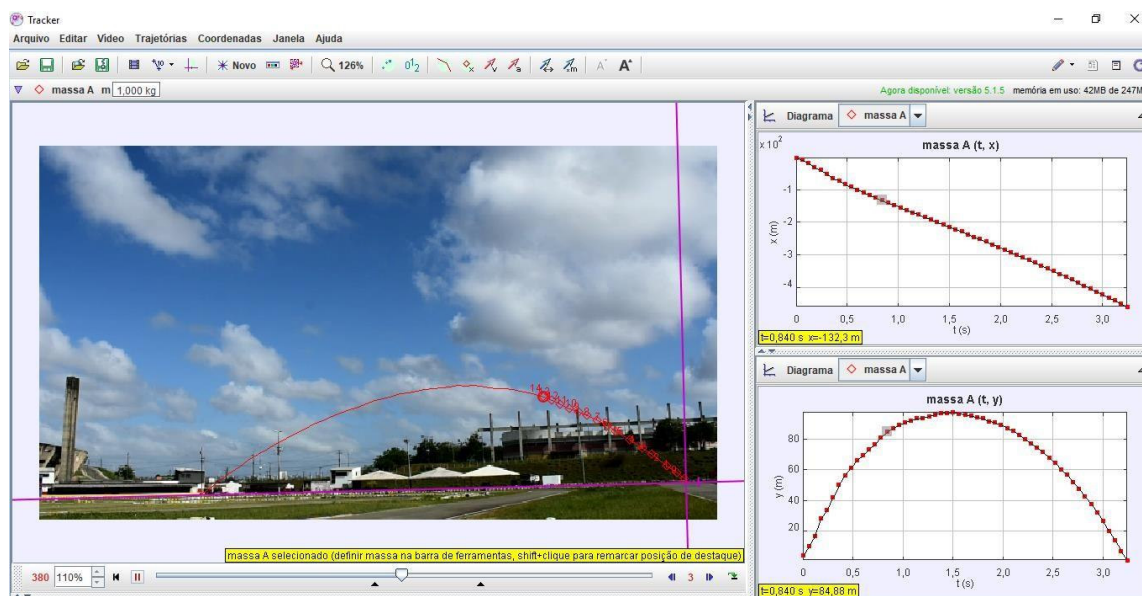 Tracker
Arquivo Editar Video Trajetórias Coordenadas Janela Ajuda
Novo 126%
massa A m 1,000 kg
Agora disponível: versão 5.1.5 memória em uso: 42MB de 247M
massa A selecionado (definir massa na barra de ferramentas, shift+clique para remarcar posição de destaque)
380 110% 3
Diagrama massa A
x 10²
massa A (t, x)
-1
-2
-3
-4
x (m)
0 0,5 1,0 1,5 2,0 2,5 3,0
t (s)
t=0,840 s x=-132,3 m
Diagrama massa A
massa A (t, y)
80
60
40
20
y (m)
0 0,5 1,0 1,5 2,0 2,5 3,0
t (s)
t=0,840 s y=84,88 m